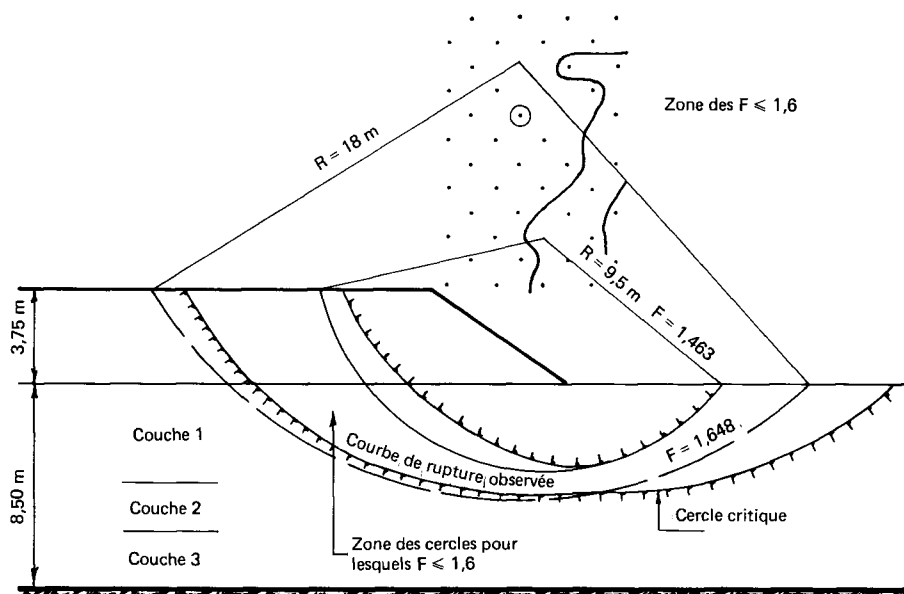 Zone des F ⩽ 1,6
R = 18 m
R = 9,5 m F = 1,463
3,75 m
8,50 m
Couche 1
Courbe de rupture observée
F = 1,648
Couche 2
Cercle critique
Couche 3
Zone des cercles pour
lesquels F ⩽ 1,6